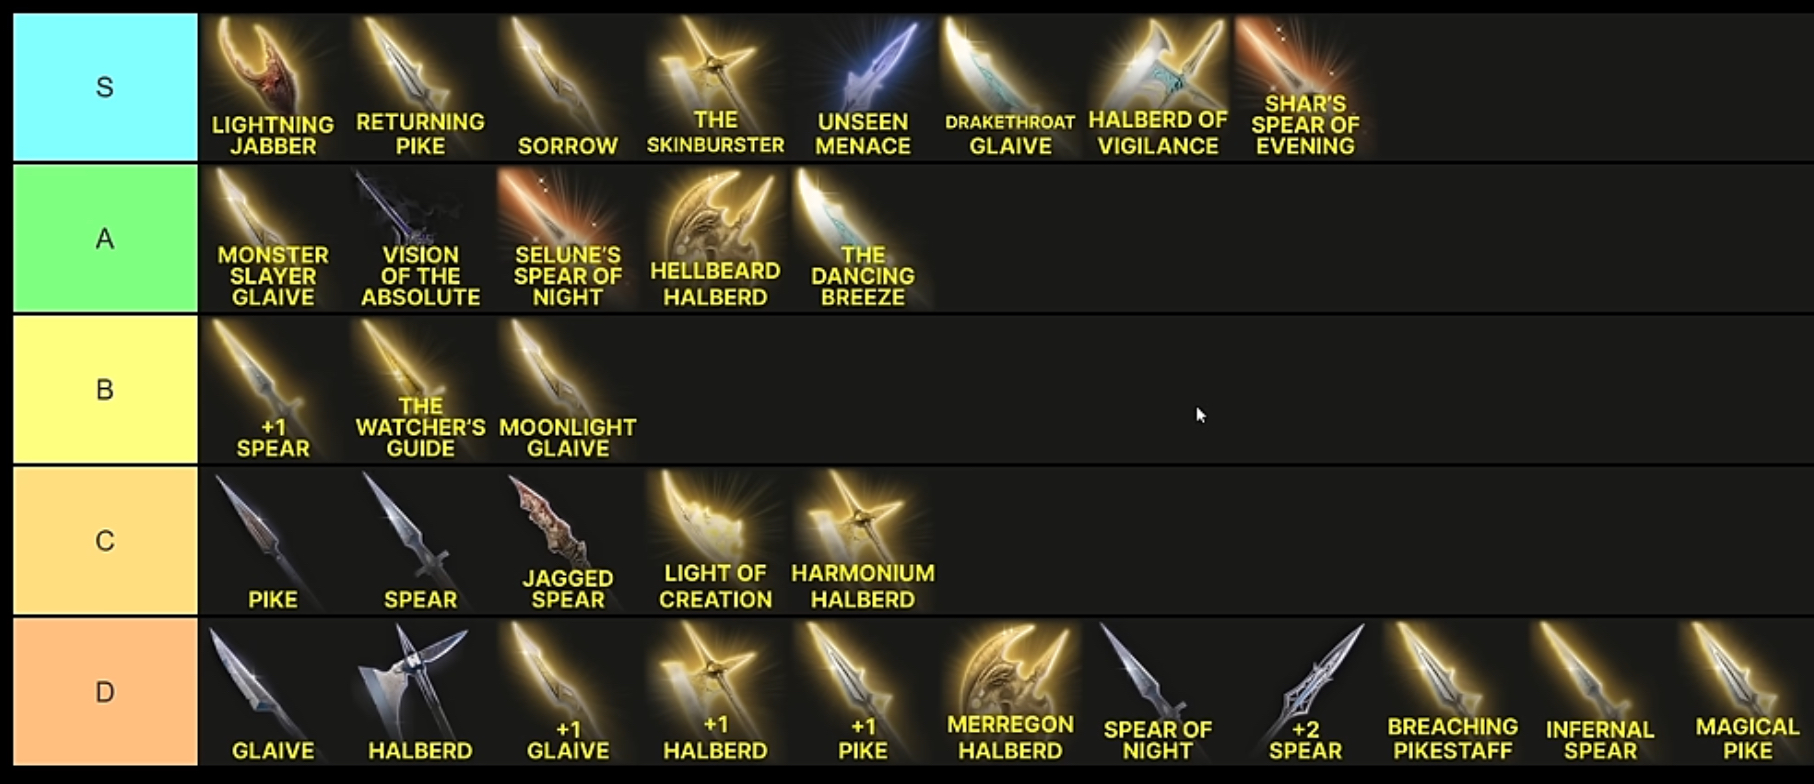 S
LIGHTNING
JABBER
RETURNING
PIKE
SORROW
THE
SKINBURSTER
UNSEEN
MENACE
DRAKETHROAT
GLAIVE
HALBERD OF
VIGILANCE
SHAR'S
SPEAR OF
EVENING
A
MONSTER
SLAYER
GLAIVE
VISION
OF THE
ABSOLUTE
SELUNE'S
SPEAR OF
NIGHT
HELLBEARD
HALBERD
THE
DANCING
BREEZE
B
+1
SPEAR
THE
WATCHER'S
GUIDE
MOONLIGHT
GLAIVE
C
PIKE
SPEAR
JAGGED
SPEAR
LIGHT OF
CREATION
HARMONIUM
HALBERD
D
GLAIVE
HALBERD
+1
GLAIVE
+1
HALBERD
+1
PIKE
MERREGON
HALBERD
SPEAR OF
NIGHT
+2
SPEAR
BREACHING
PIKESTAFF
INFERNAL
SPEAR
MAGICAL
PIKE